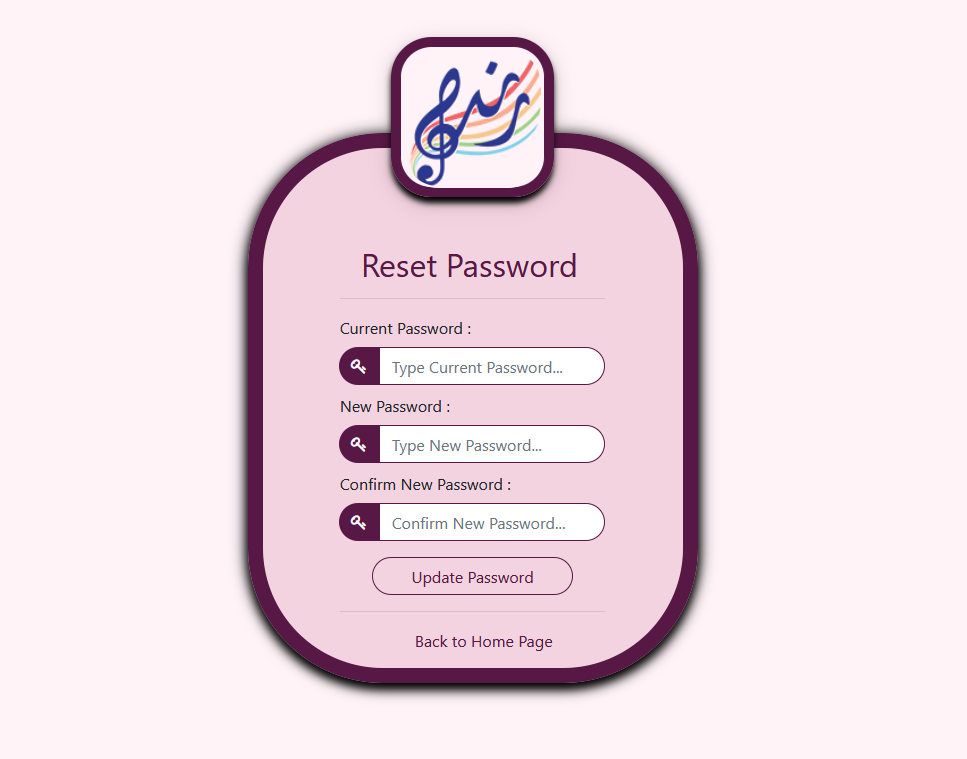 Reset Password
Current Password :
Type Current Password...
New Password :
Type New Password...
Confirm New Password :
Confirm New Password...
Update Password
Back to Home Page